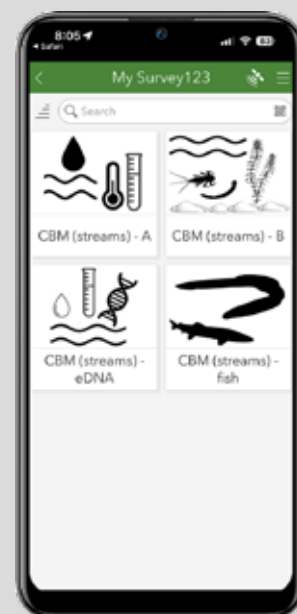 8:05
Safari
My Survey123
Search
CBM (streams) - A
CBM (streams) - B
CBM (streams) -
eDNA
CBM (streams) -
fish